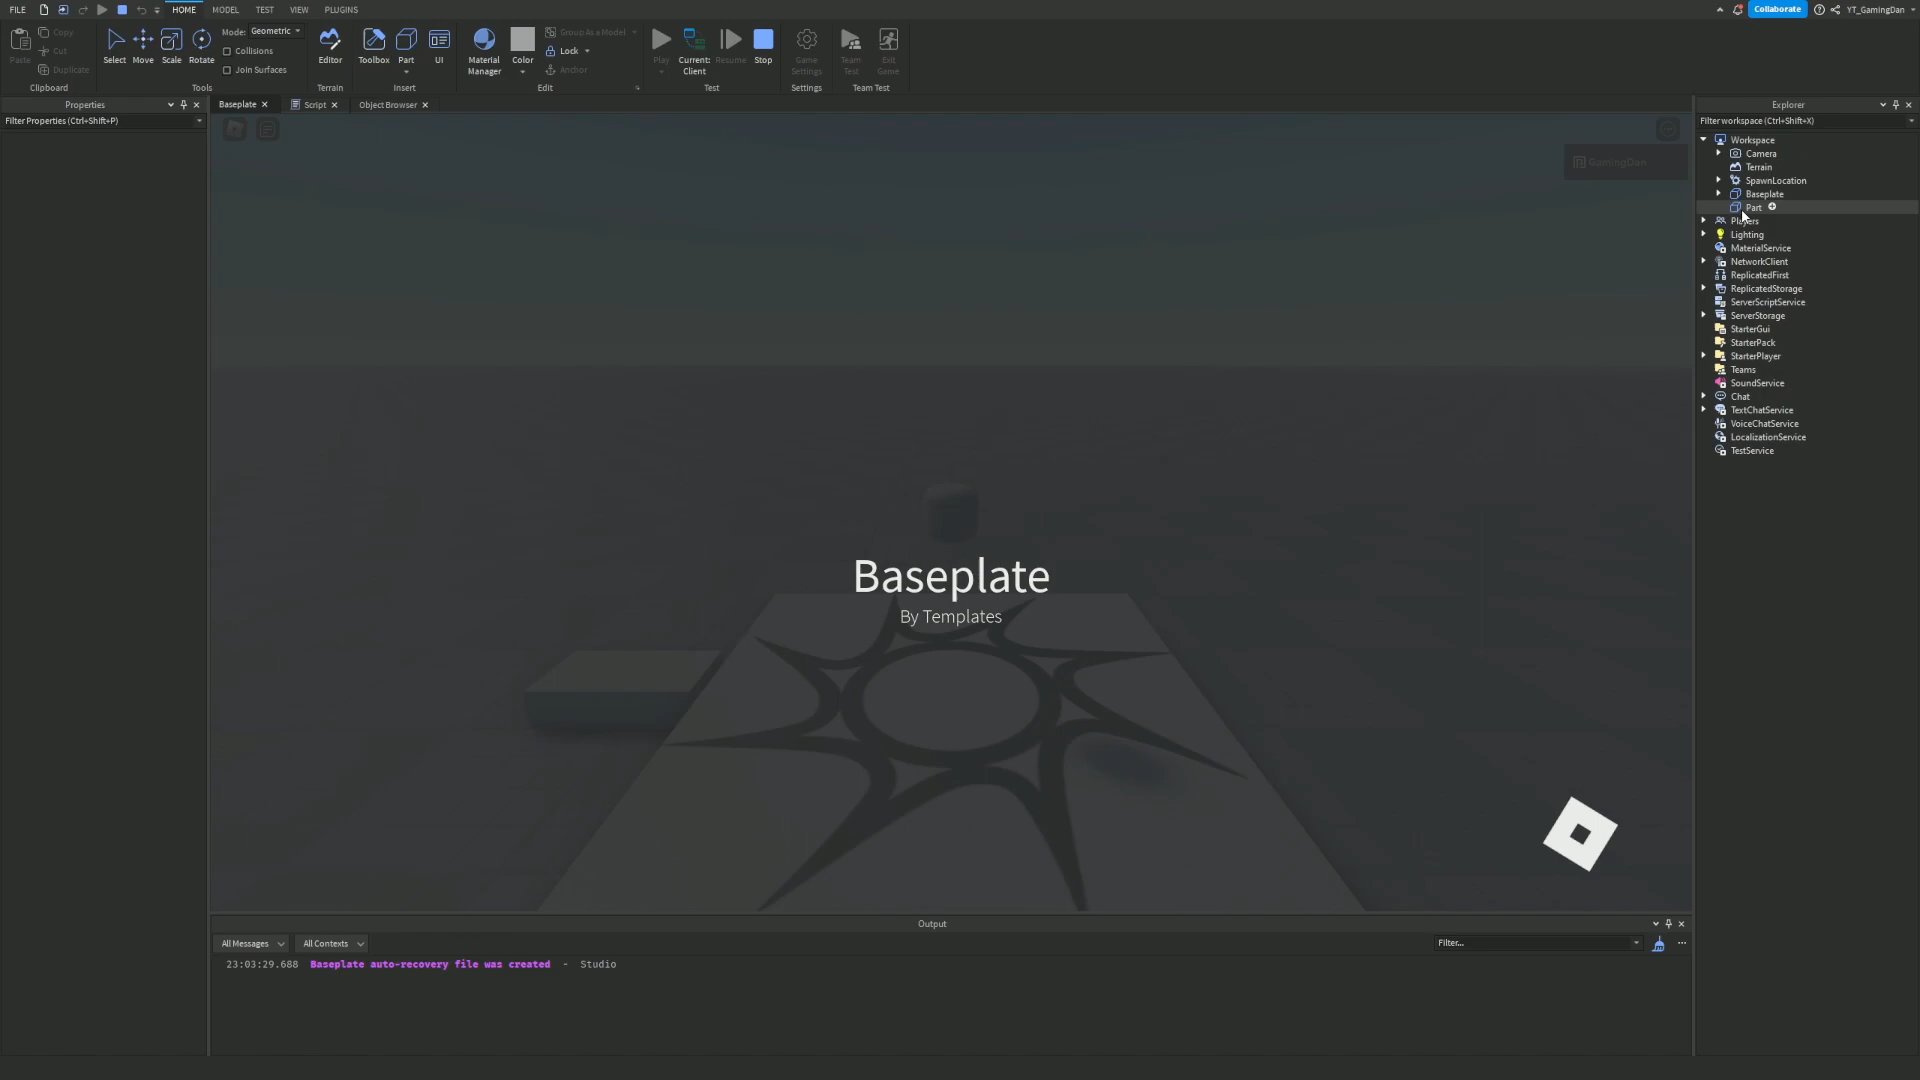 FILE HOME MODEL TEST VIEW PLUGINS Collaborate YT_GamingDan
Paste Copy Cut Duplicate
Clipboard
Select Move Scale Rotate
Mode: Geometric
Collisions
Join Surfaces
Tools
Editor
Terrain
Toolbox Part UI
Insert
Material Manager
Color
Group As a Model
Lock
Anchor
Edit
Play
Current: Client
Resume Stop
Test
Game Settings
Settings
Team Test
Exit Game
Team Test
Properties
Filter Properties (Ctrl+Shift+P)
Baseplate Script Object Browser
GamingDan
Baseplate
By Templates
Output
All Messages All Contexts Filter...
23:03:29.688 Baseplate auto-recovery file was created - Studio
Explorer
Filter workspace (Ctrl+Shift+X)
Workspace
Camera
Terrain
SpawnLocation
Baseplate
Part
Players
Lighting
MaterialService
NetworkClient
ReplicatedFirst
ReplicatedStorage
ServerScriptService
ServerStorage
StarterGui
StarterPack
StarterPlayer
Teams
SoundService
Chat
TextChatService
VoiceChatService
LocalizationService
TestService